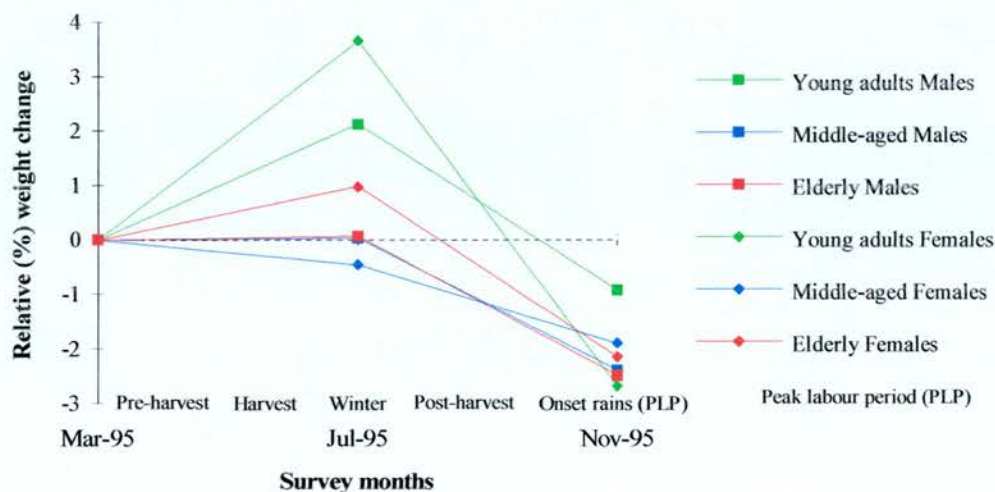 Relative (%) weight change
4
3
2
1
0
-1
-2
-3
Pre-harvest Harvest Winter Post-harvest Onset rains (PLP)
Mar-95 Jul-95 Nov-95
Survey months
Young adults Males
Middle-aged Males
Elderly Males
Young adults Females
Middle-aged Females
Elderly Females
Peak labour period (PLP)